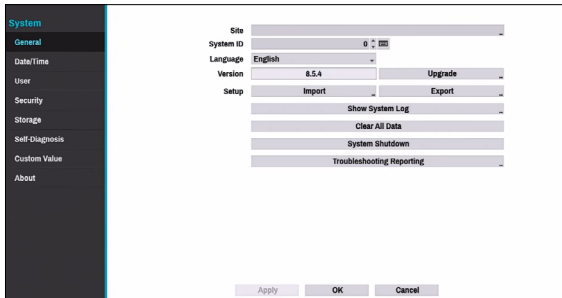 System
General
Date/Time
User
Security
Storage
Self-Diagnosis
Custom Value
About
Site
System ID 0
Language English
Version 8.5.4 Upgrade
Setup Import Export
Show System Log
Clear All Data
System Shutdown
Troubleshooting Reporting
Apply OK Cancel